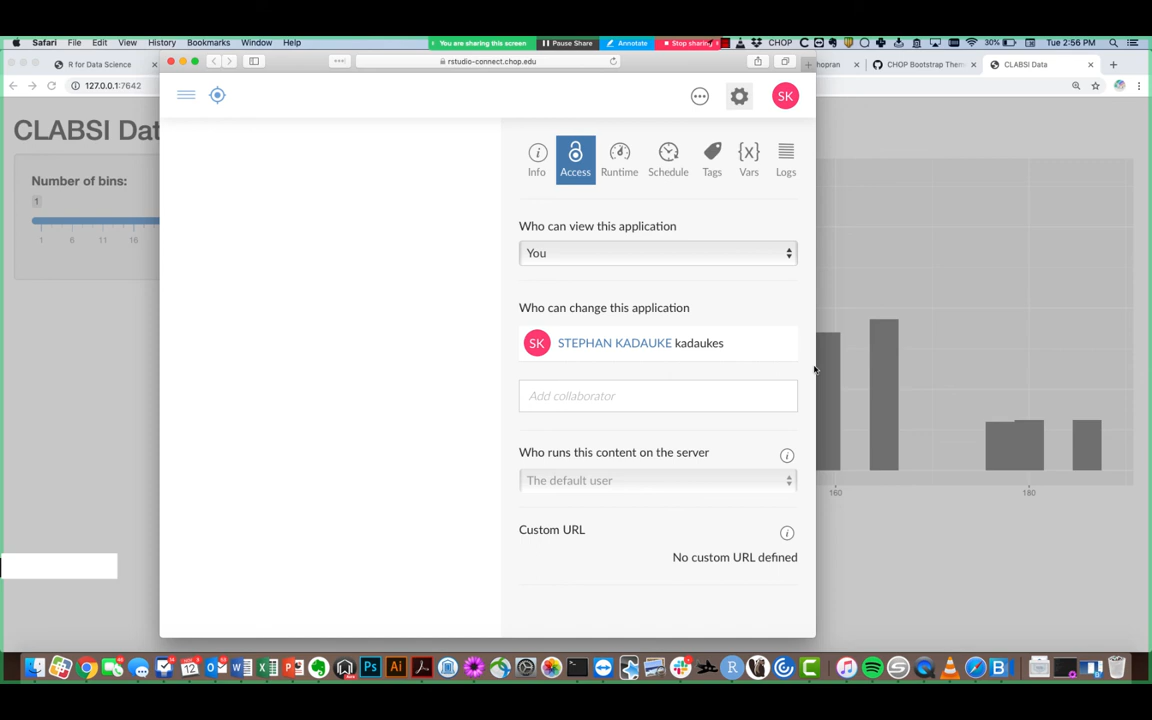 Safari File Edit View History Bookmarks Window Help
You are sharing this screen
Pause Share
Annotate
Stop sharing
CHOP
30%
Tue 2:56 PM
R for Data Science
CHOP Bootstrap Them
CLABSI Data
127.0.0.1:7642
rstudio-connect.chop.edu
SK
CLABSI Dat
Number of bins:
1
1 6 11 16
Info
Access
Runtime
Schedule
Tags
Vars
Logs
Who can view this application
You
Who can change this application
SK STEPHAN KADAUKE kadaukes
Add collaborator
Who runs this content on the server
The default user
Custom URL
No custom URL defined
160
180